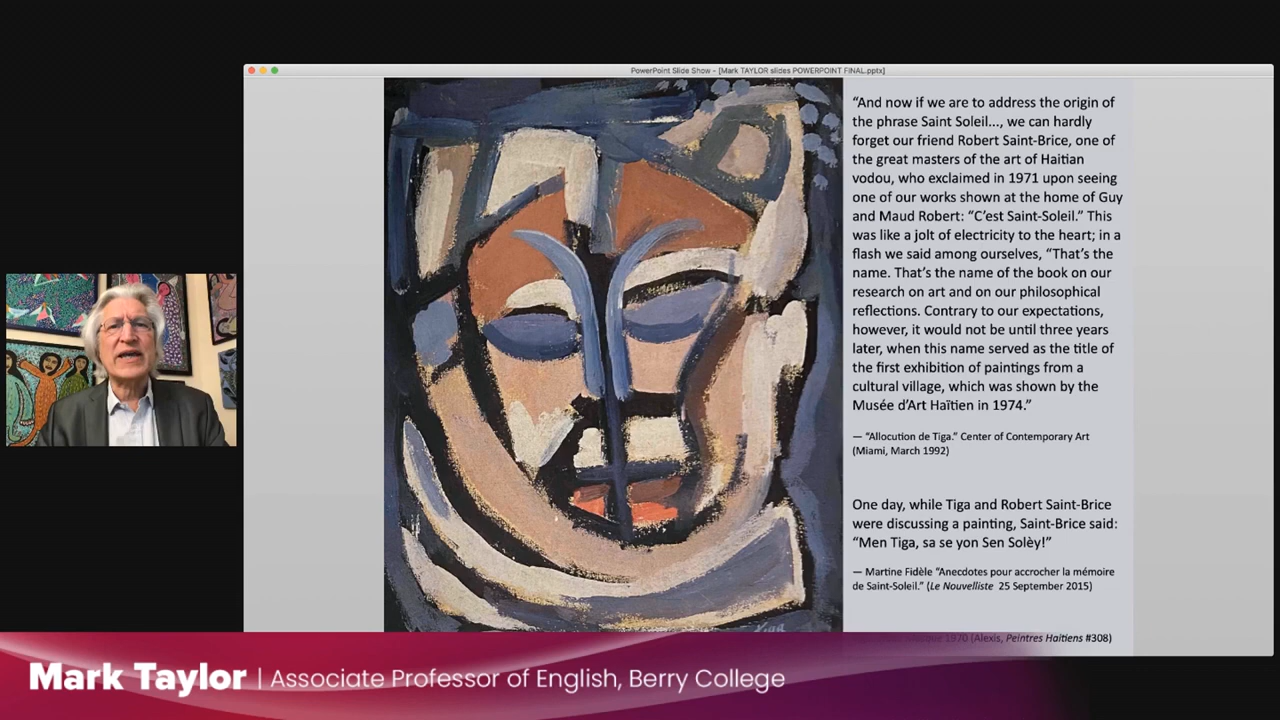 PowerPoint Slide Show - [Mark TAYLOR slides POWERPOINT FINAL.pptx]
“And now if we are to address the origin of
the phrase Saint Soleil..., we can hardly
forget our friend Robert Saint-Brice, one of
the great masters of the art of Haitian
vodou, who exclaimed in 1971 upon seeing
one of our works shown at the home of Guy
and Maud Robert: “C’est Saint-Soleil.” This
was like a jolt of electricity to the heart; in a
flash we said among ourselves, “That’s the
name. That’s the name of the book on our
research on art and on our philosophical
reflections. Contrary to our expectations,
however, it would not be until three years
later, when this name served as the title of
the first exhibition of paintings from a
cultural village, which was shown by the
Musée d’Art Haïtien in 1974.”
— “Allocution de Tiga.” Center of Contemporary Art
(Miami, March 1992)
One day, while Tiga and Robert Saint-Brice
were discussing a painting, Saint-Brice said:
“Men Tiga, sa se yon Sen Solèy!”
— Martine Fidèle “Anecdotes pour accrocher la mémoire
de Saint-Soleil.” (Le Nouvelliste 25 September 2015)
1970 (Alexis, Peintres Haitiens #308)
Mark Taylor | Associate Professor of English, Berry College